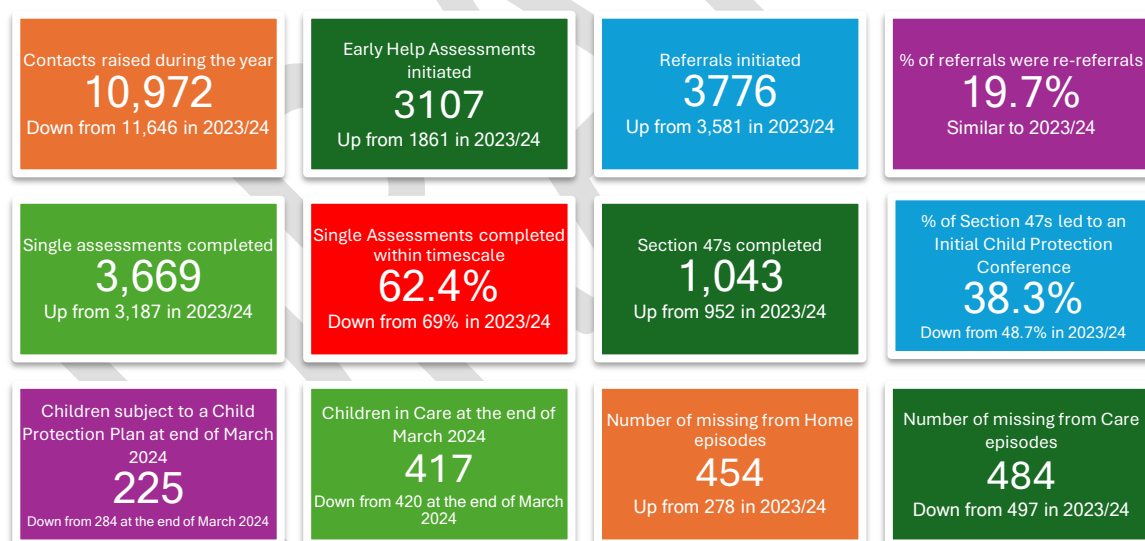 Contacts raised during the year
10,972
Down from 11,646 in 2023/24
Early Help Assessments
initiated
3107
Up from 1861 in 2023/24
Referrals initiated
3776
Up from 3,581 in 2023/24
% of referrals were re-referrals
19.7%
Similar to 2023/24
Single assessments completed
3,669
Up from 3,187 in 2023/24
Single Assessments completed
within timescale
62.4%
Down from 69% in 2023/24
Section 47s completed
1,043
Up from 952 in 2023/24
% of Section 47s led to an
Initial Child Protection
Conference
38.3%
Down from 48.7% in 2023/24
Children subject to a Child
Protection Plan at end of March
2024
225
Down from 284 at the end of March 2024
Children in Care at the end of
March 2024
417
Down from 420 at the end of March
2024
Number of missing from Home
episodes
454
Up from 278 in 2023/24
Number of missing from Care
episodes
484
Down from 497 in 2023/24